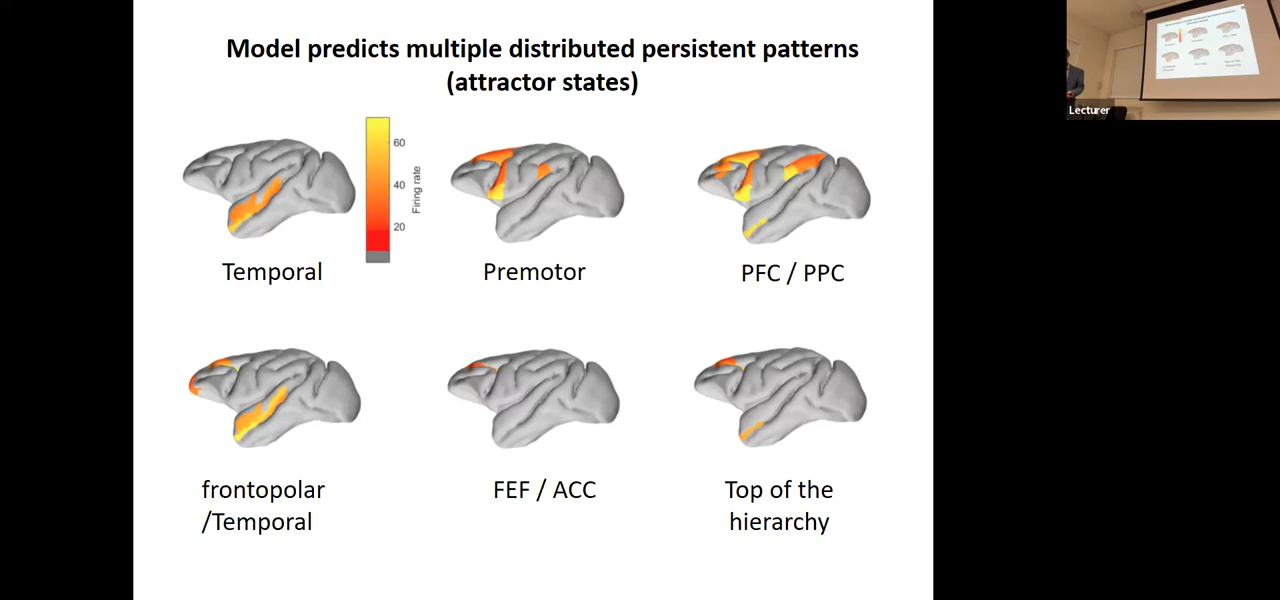 Model predicts multiple distributed persistent patterns
(attractor states)
60
40
20
Firing rate
Temporal
Premotor
PFC / PPC
frontopolar
/Temporal
FEF / ACC
Top of the
hierarchy
Lecturer